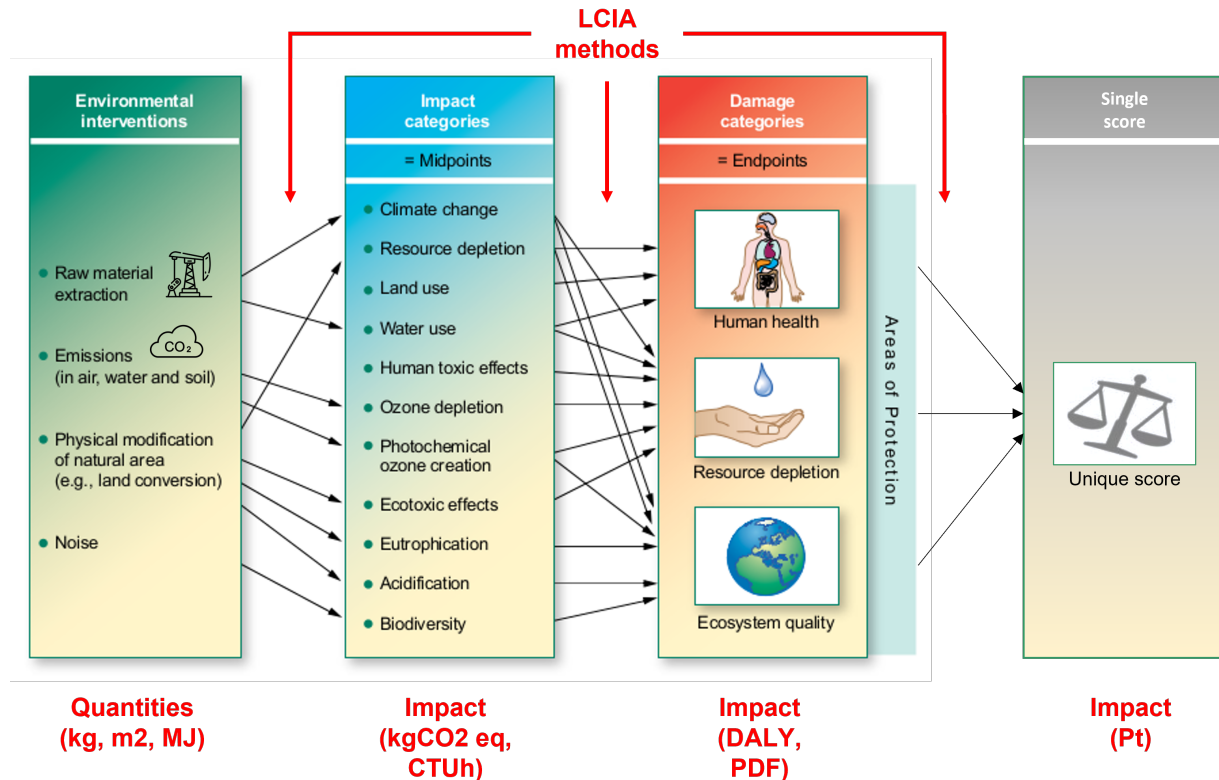 LCIA
methods
Environmental
interventions
Raw material
extraction
CO2
Emissions
(in air, water and soil)
Physical modification
of natural area
(e.g., land conversion)
Noise
Quantities
(kg, m2, MJ)
Impact
categories
= Midpoints
Climate change
Resource depletion
Land use
Water use
Human toxic effects
Ozone depletion
Photochemical
ozone creation
Ecotoxic effects
Eutrophication
Acidification
Biodiversity
Impact
(kgCO2 eq,
CTUh)
Damage
categories
= Endpoints
Human health
Resource depletion
Ecosystem quality
Areas of Protection
Impact
(DALY,
PDF)
Single
score
Unique score
Impact
(Pt)